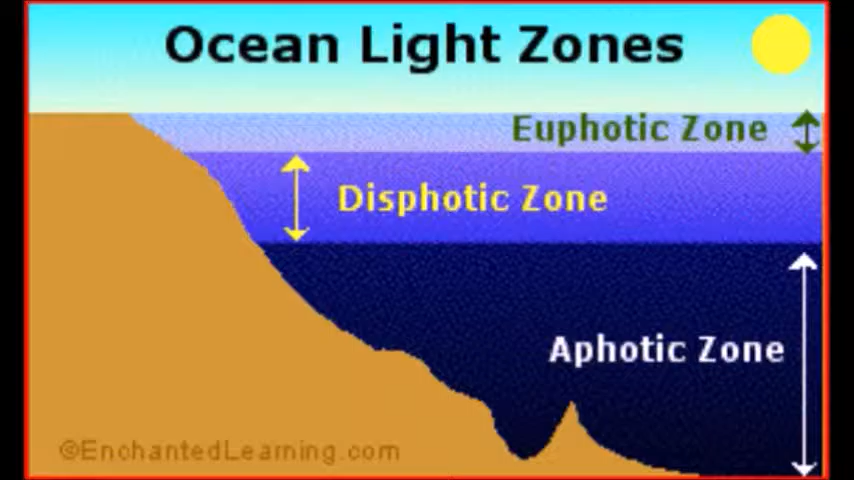 Ocean Light Zones
Euphotic Zone
Disphotic Zone
Aphotic Zone
©EnchantedLearning.com